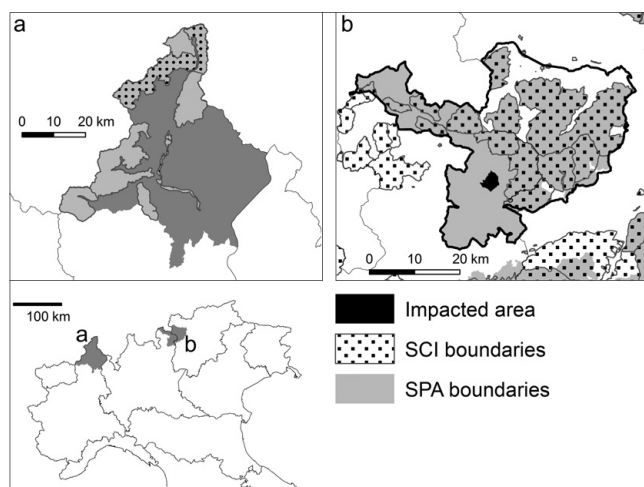 a
0 10 20 km
b
0 10 20 km
100 km
a
b
Impacted area
SCI boundaries
SPA boundaries